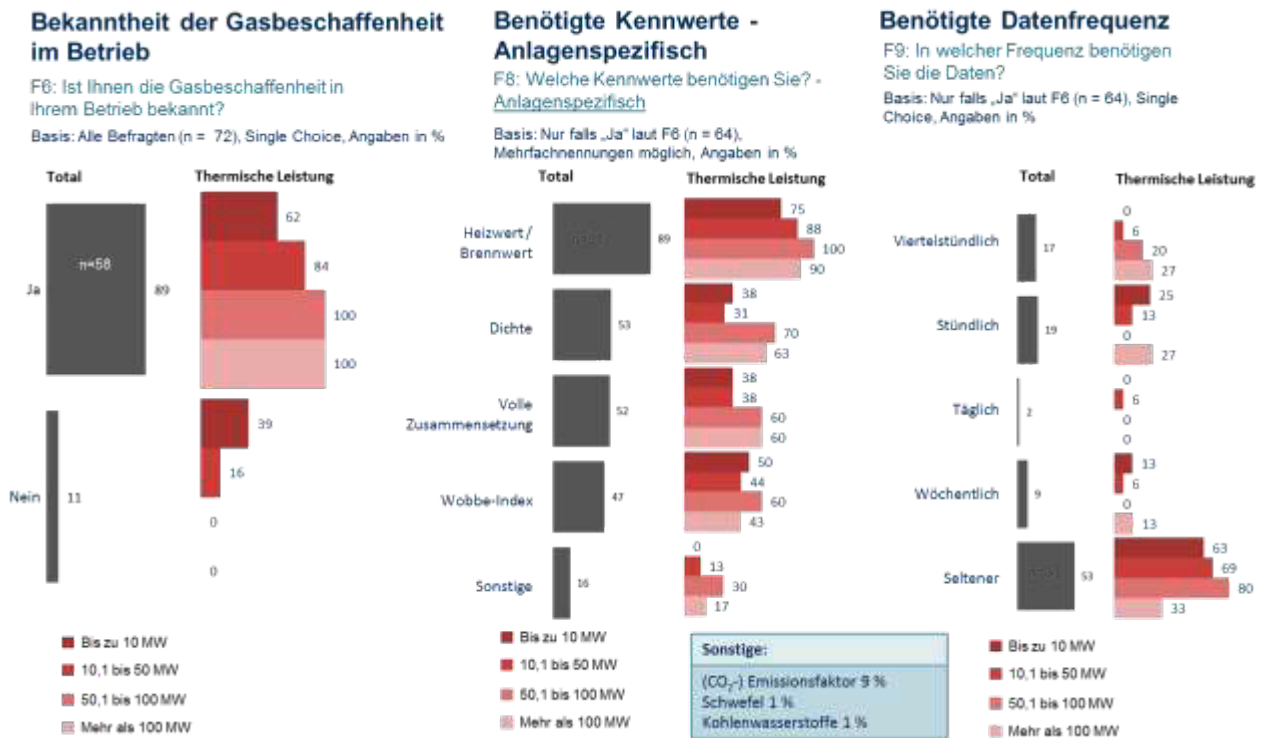 Bekanntheit der Gasbeschaffenheit
im Betrieb
F6: Ist Ihnen die Gasbeschaffenheit in
Ihrem Betrieb bekannt?
Basis: Alle Befragten (n = 72), Single Choice, Angaben in %
Total
Thermische Leistung
Ja
n=58
89
62
84
100
100
Nein
11
39
16
0
0
Bis zu 10 MW
10,1 bis 50 MW
50,1 bis 100 MW
Mehr als 100 MW
Benötigte Kennwerte -
Anlagenspezifisch
F8: Welche Kennwerte benötigen Sie? -
Anlagenspezifisch
Basis: Nur falls „Ja" laut F6 (n = 64),
Mehrfachnennungen möglich, Angaben in %
Total
Thermische Leistung
Heizwert /
Brennwert
89
75
88
100
90
Dichte
53
38
31
70
63
Volle
Zusammensetzung
52
38
38
60
60
Wobbe-Index
47
50
44
60
43
Sonstige
16
0
13
30
17
Bis zu 10 MW
10,1 bis 50 MW
50,1 bis 100 MW
Mehr als 100 MW
Sonstige:
(CO₂-) Emissionsfaktor 9 %
Schwefel 1 %
Kohlenwasserstoffe 1 %
Benötigte Datenfrequenz
F9: In welcher Frequenz benötigen
Sie die Daten?
Basis: Nur falls „Ja" laut F6 (n = 64), Single
Choice, Angaben in %
Total
Thermische Leistung
Viertelstündlich
17
0
6
20
27
Stündlich
19
25
13
0
27
Täglich
2
0
6
0
0
Wöchentlich
9
13
6
0
13
Seltener
53
63
69
80
33
Bis zu 10 MW
10,1 bis 50 MW
50,1 bis 100 MW
Mehr als 100 MW